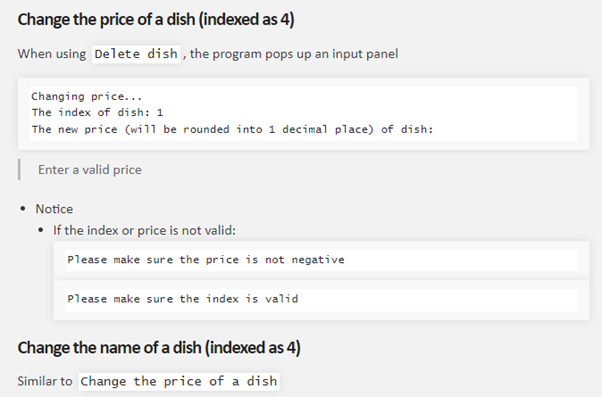 Change the price of a dish (indexed as 4)
When using Delete dish , the program pops up an input panel
Changing price...
The index of dish: 1
The new price (will be rounded into 1 decimal place) of dish:
Enter a valid price
Notice
If the index or price is not valid:
Please make sure the price is not negative
Please make sure the index is valid
Change the name of a dish (indexed as 4)
Similar to Change the price of a dish